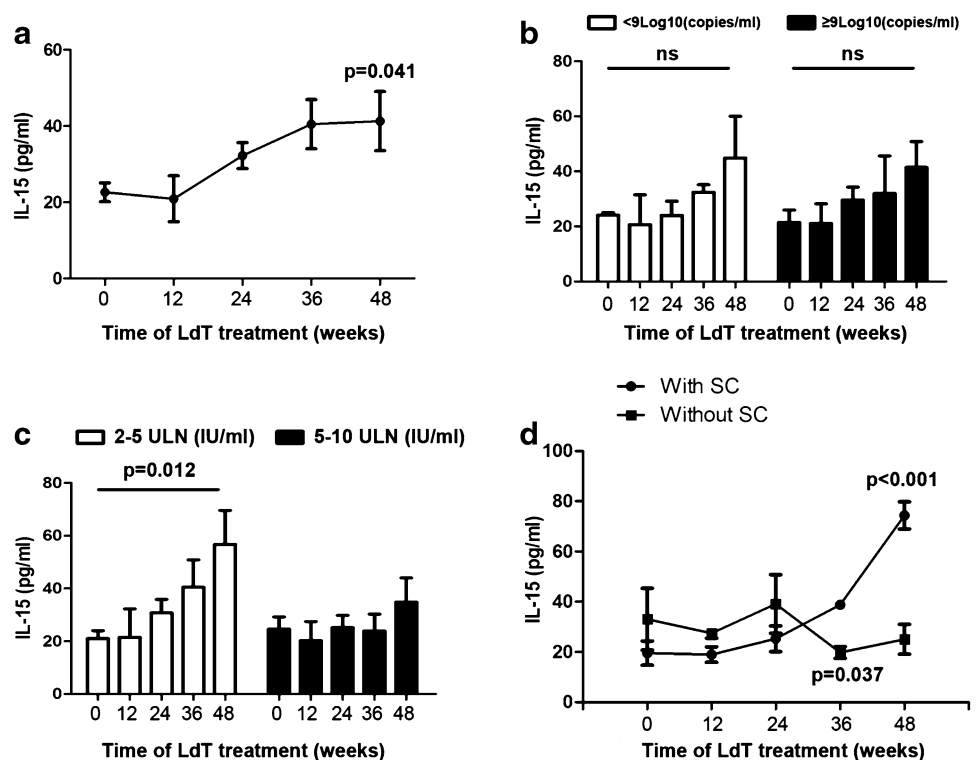 a
60
40
20
0
IL-15 (pg/ml)
p=0.041
0 12 24 36 48
Time of LdT treatment (weeks)
b
<9Log10(copies/ml) ≥9Log10(copies/ml)
ns ns
80
60
40
20
0
IL-15 (pg/ml)
0 12 24 36 48 0 12 24 36 48
Time of LdT treatment (weeks)
c
2-5 ULN (IU/ml) 5-10 ULN (IU/ml)
p=0.012
80
60
40
20
0
IL-15 (pg/ml)
0 12 24 36 48 0 12 24 36 48
Time of LdT treatment (weeks)
With SC
Without SC
d
100
80
60
40
20
0
IL-15 (pg/ml)
p<0.001
p=0.037
0 12 24 36 48
Time of LdT treatment (weeks)